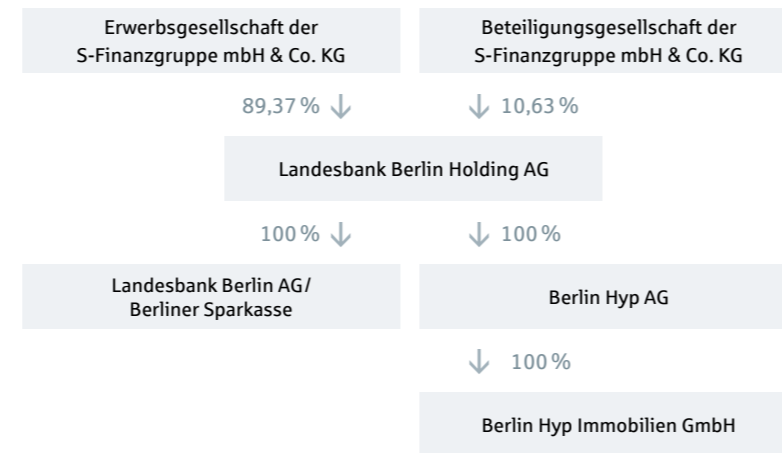 Erwerbsgesellschaft der
S-Finanzgruppe mbH & Co. KG
Beteiligungsgesellschaft der
S-Finanzgruppe mbH & Co. KG
89,37 %
10,63 %
Landesbank Berlin Holding AG
100 %
100 %
Landesbank Berlin AG/
Berliner Sparkasse
Berlin Hyp AG
100 %
Berlin Hyp Immobilien GmbH